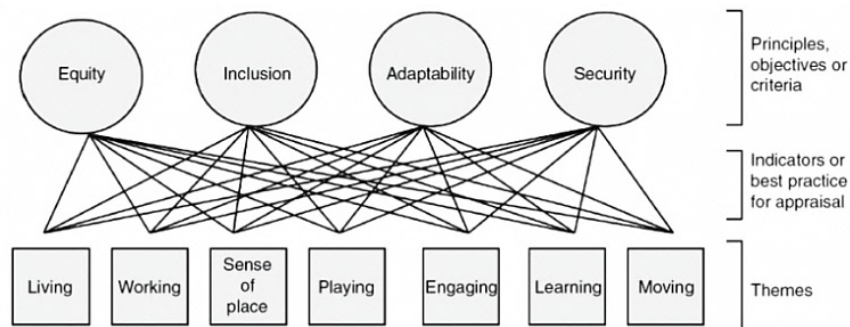 Equity
Inclusion
Adaptability
Security
Principles,
objectives or
criteria
Indicators or
best practice
for appraisal
Living
Working
Sense
of
place
Playing
Engaging
Learning
Moving
Themes